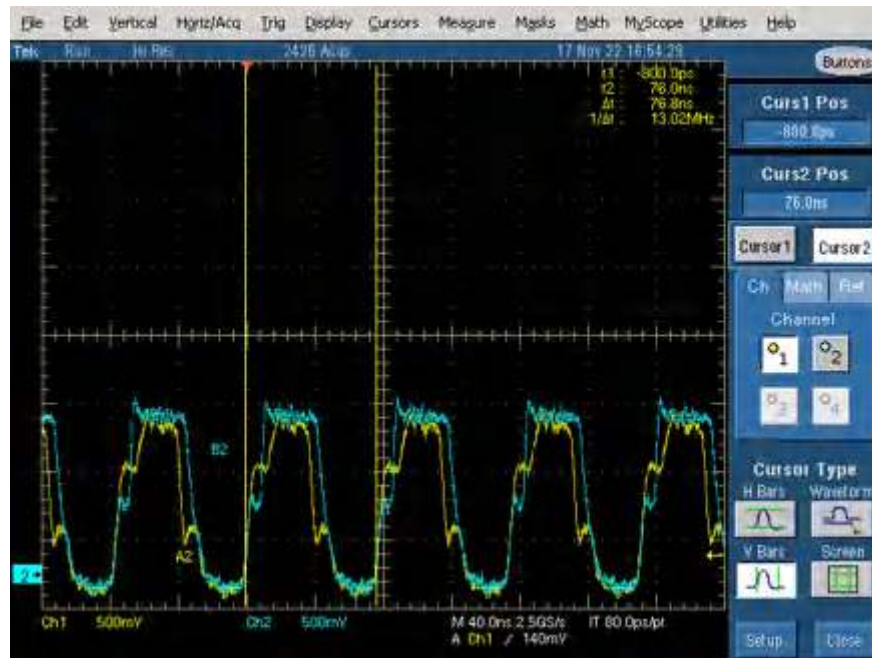 File Edit Vertical Horiz/Acq Trig Display Cursors Measure Masks Math MyScope Utilities Help
Tek Run Hi Res 2426 Acqs 17 Nov 22 16:54:29
Buttons
t1 : -800.0ps
t2 : 76.0ns
Δt : 76.8ns
1/Δt : 13.02MHz
Curs1 Pos
-800.0ps
Curs2 Pos
76.0ns
Cursor1 Cursor2
Ch Math Ref
Channel
1 2
3 4
B2
A2
2
Cursor Type
H Bars Waveform
V Bars Screen
Ch1 500mV Ch2 500mV M 40.0ns 2.5GS/s IT 80.0ps/pt
A Ch1 140mV
Setup Close